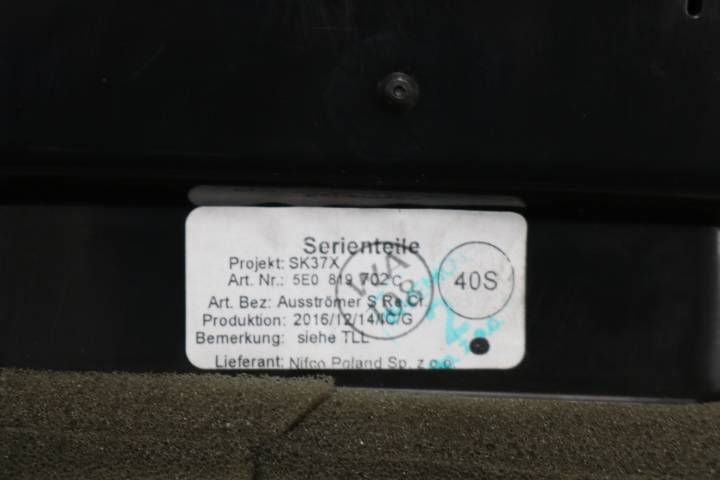 Serienteile
Projekt: SK37X
Art. Nr.: 5E0 819 702 C
40S
Art. Bez: Ausströmer S Re Cr
Produktion: 2016/12/14 /C/G
Bemerkung: siehe TLL
Lieferant: Nifco Poland Sp. z o.o.